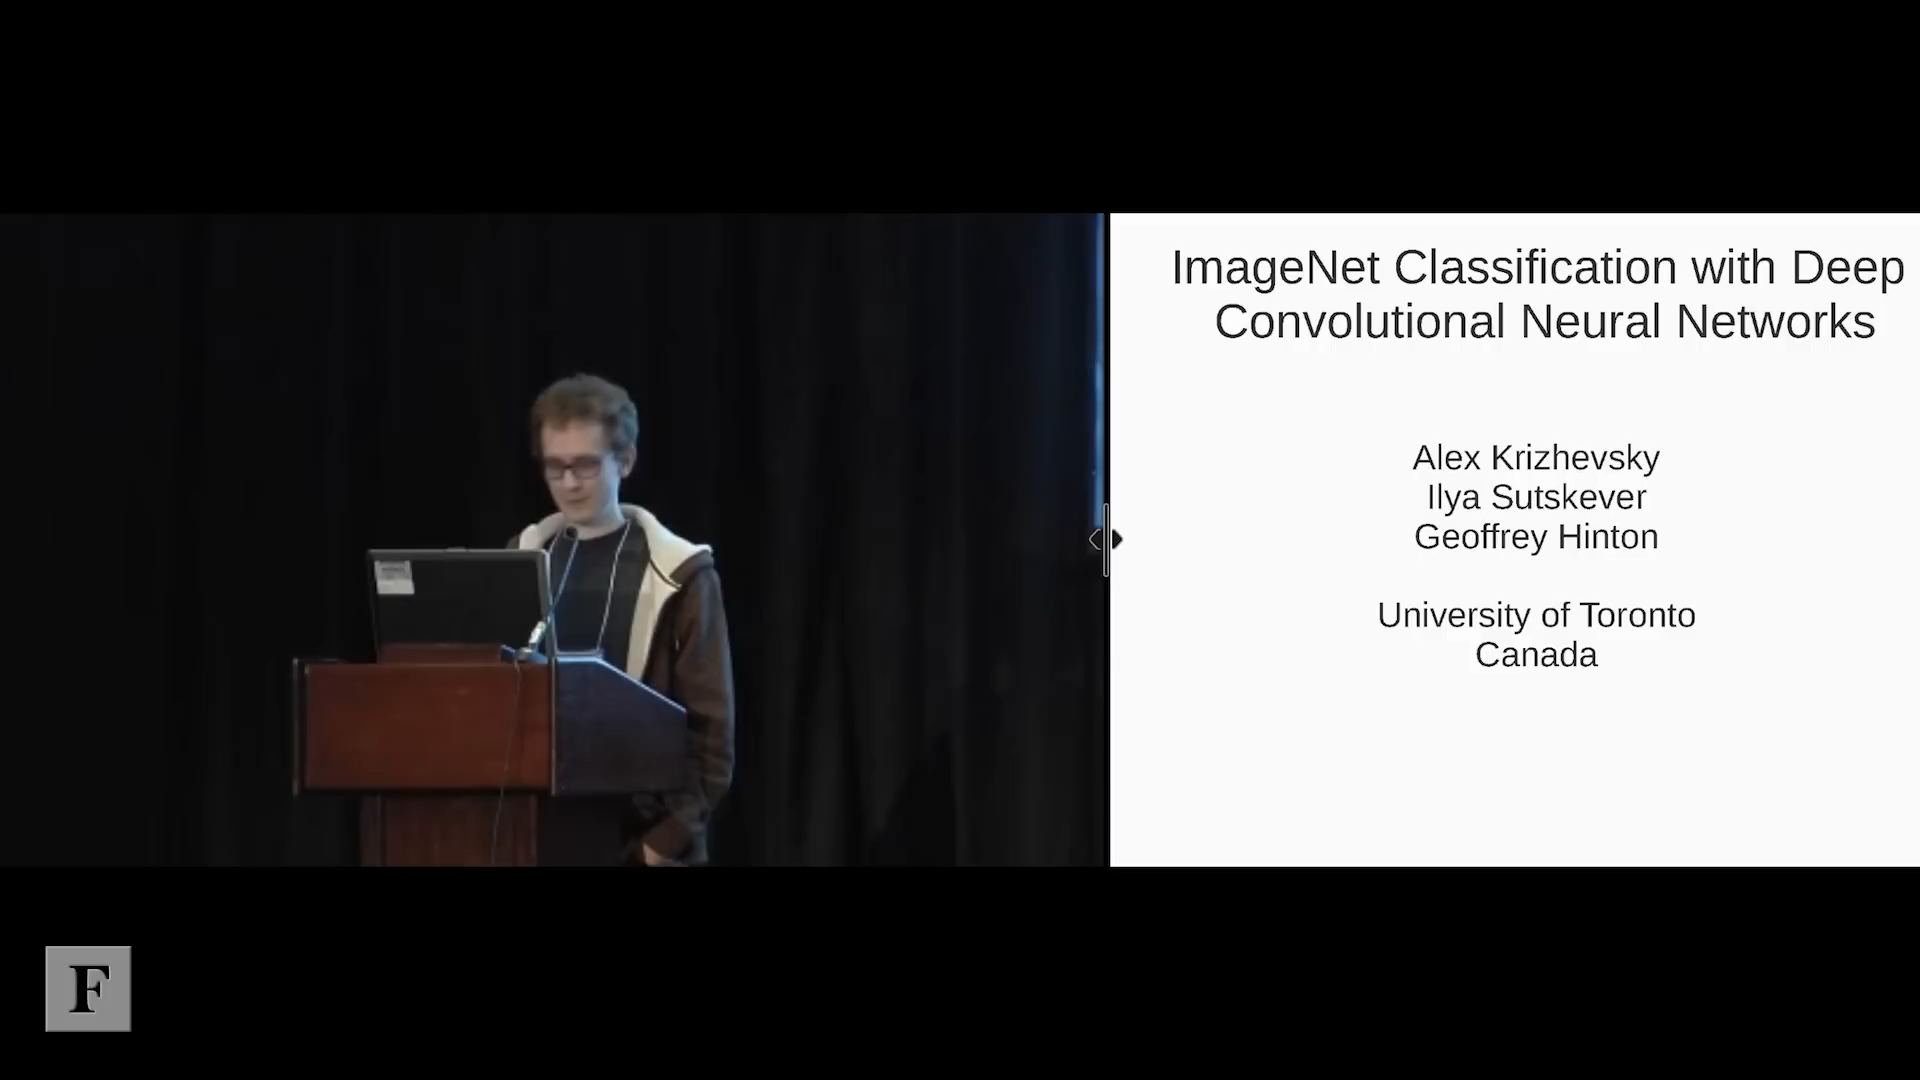 ImageNet Classification with Deep
Convolutional Neural Networks
Alex Krizhevsky
Ilya Sutskever
Geoffrey Hinton
University of Toronto
Canada
F